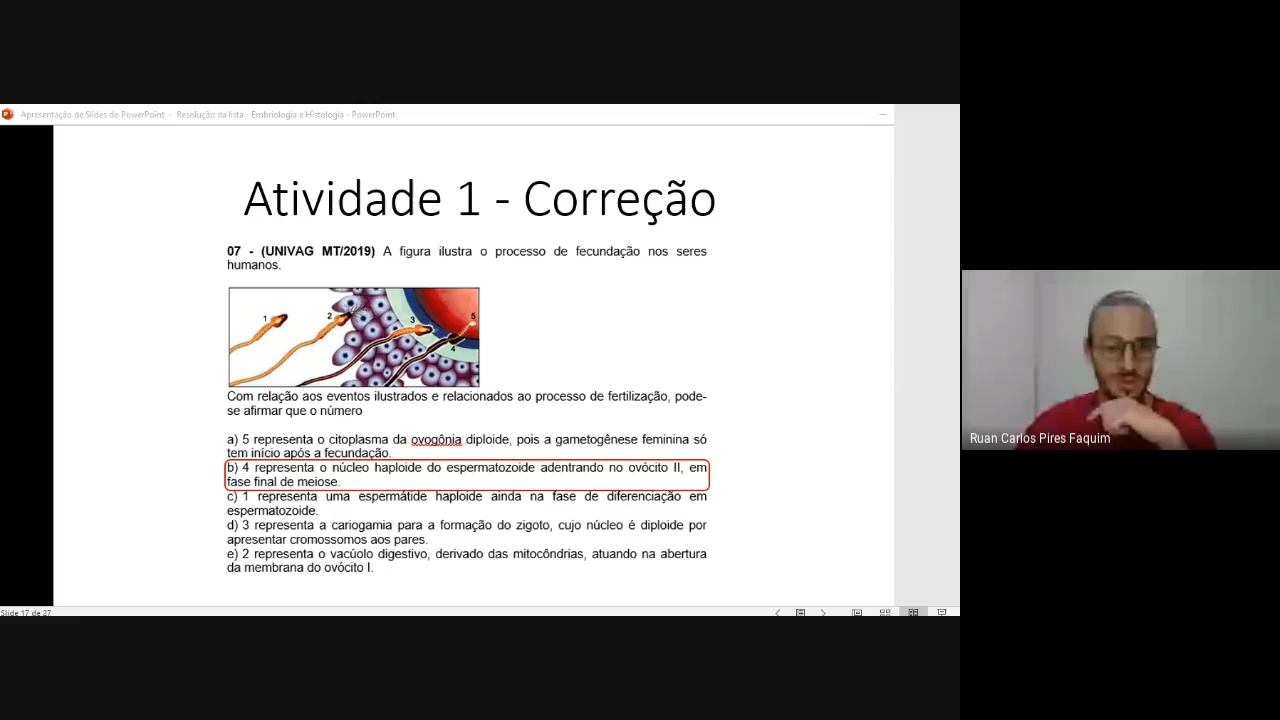 Apresentação de Slides do PowerPoint - Resolução da lista - Embriologia e Histologia - PowerPoint
Atividade 1 - Correção
07 - (UNIVAG MT/2019) A figura ilustra o processo de fecundação nos seres
humanos.
1
2
3
4
5
Com relação aos eventos ilustrados e relacionados ao processo de fertilização, pode-
se afirmar que o número
a) 5 representa o citoplasma da ovogônia diploide, pois a gametogênese feminina só
tem início após a fecundação.
b) 4 representa o núcleo haploide do espermatozoide adentrando no ovócito II, em
fase final de meiose.
c) 1 representa uma espermátide haploide ainda na fase de diferenciação em
espermatozoide.
d) 3 representa a cariogamia para a formação do zigoto, cujo núcleo é diploide por
apresentar cromossomos aos pares.
e) 2 representa o vacúolo digestivo, derivado das mitocôndrias, atuando na abertura
da membrana do ovócito I.
Slide 17 de 27
Ruan Carlos Pires Faquim